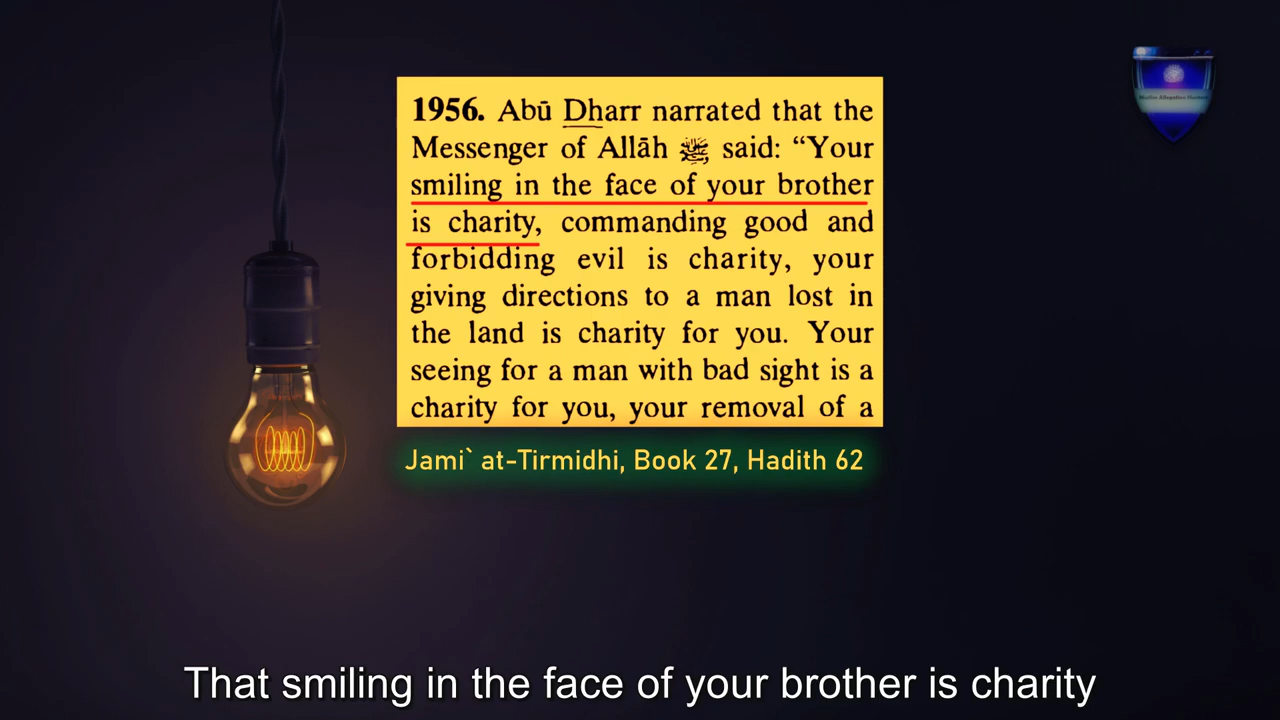 1956. Abū Dharr narrated that the
Messenger of Allāh ﷺ said: “Your
smiling in the face of your brother
is charity, commanding good and
forbidding evil is charity, your
giving directions to a man lost in
the land is charity for you. Your
seeing for a man with bad sight is a
charity for you, your removal of a
Jami` at-Tirmidhi, Book 27, Hadith 62
That smiling in the face of your brother is charity